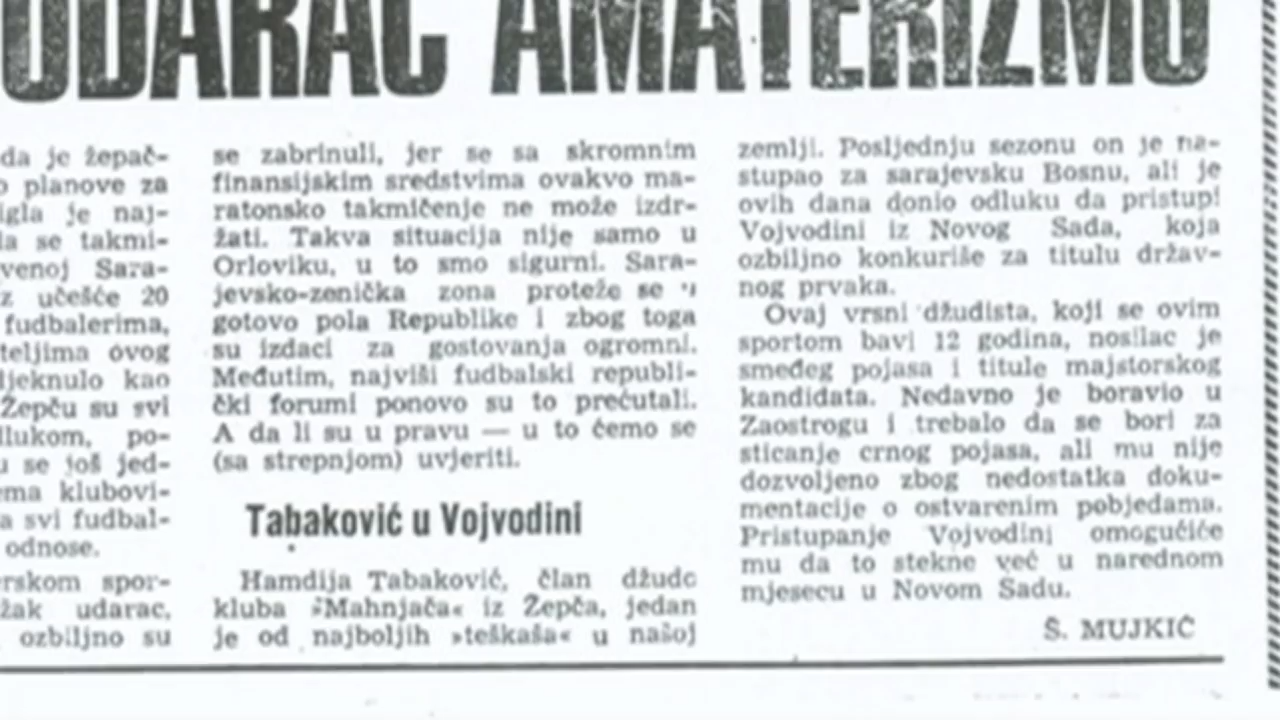 UDARAC AMATERIZMU
da je žepač-
planove za
igla je naj-
la se takmi-
venoj Sara-
z učešće 20
fudbalerima,
teljima ovog
ljeknulo kao
Žepču su svi
llukom, po-
u se još jed-
ema klubovi-
a svi fudbal-
odnose.
erskom spor-
žak udarac,
ozbiljno su
se zabrinuli, jer se sa skromnim
finansijskim sredstvima ovakvo ma-
ratonsko takmičenje ne može izdr-
žati. Takva situacija nije samo u
Orloviku, u to smo sigurni. Sara-
jevsko-zenička zona proteže se u
gotovo pola Republike i zbog toga
su izdaci za gostovanja ogromni.
Međutim, najviši fudbalski republi-
čki forumi ponovo su to prećutali.
A da li su u pravu — u to ćemo se
(sa strepnjom) uvjeriti.
Tabaković u Vojvodini
Hamdija Tabaković, član džudo
kluba »Mahnjača« iz Žepča, jedan
je od najboljih »teškaša« u našoj
zemlji. Posljednju sezonu on je na-
stupao za sarajevsku Bosnu, ali je
ovih dana donio odluku da pristupi
Vojvodini iz Novog Sada, koja
ozbiljno konkuriše za titulu držav-
nog prvaka.
Ovaj vrsni džudista, koji se ovim
sportom bavi 12 godina, nosilac je
smeđeg pojasa i titule majstorskog
kandidata. Nedavno je boravio u
Zaostrogu i trebalo da se bori za
sticanje crnog pojasa, ali mu nije
dozvoljeno zbog nedostatka doku-
mentacije o ostvarenim pobjedama.
Pristupanje Vojvodini omogućiće
mu da to stekne već u narednom
mjesecu u Novom Sadu.
Š. MUJKIĆ